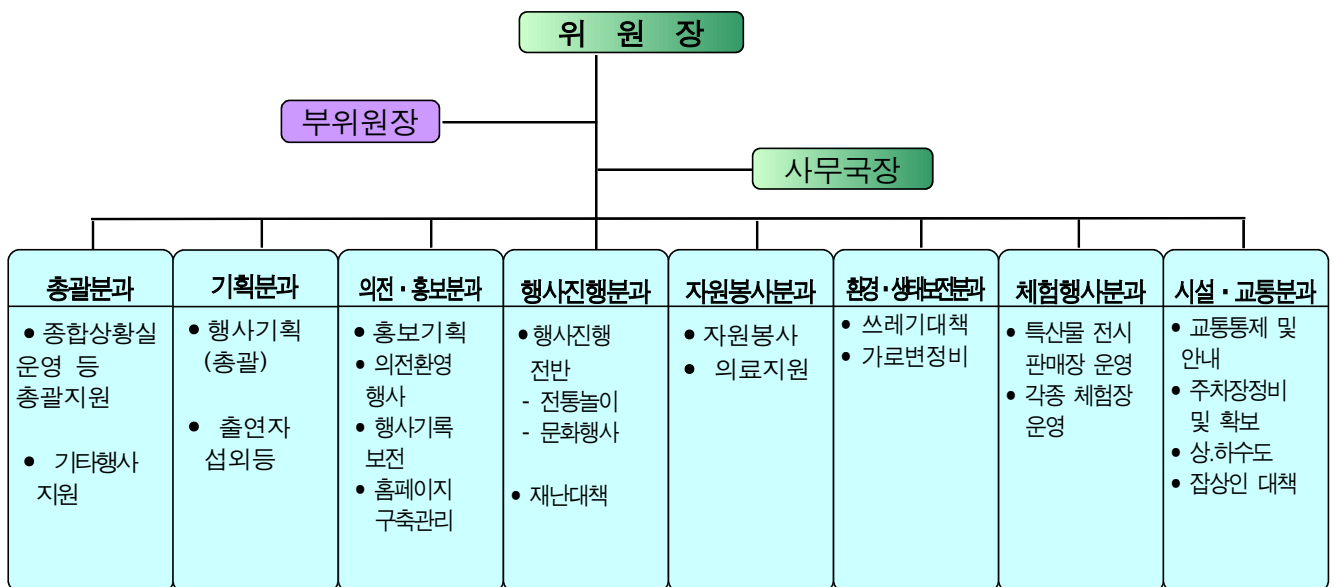 위 원 장
부위원장
사무국장
총괄분과
• 종합상황실
운영 등
총괄지원
• 기타행사
지원
기획분과
• 행사기획
(총괄)
• 출연자
섭외등
의전·홍보분과
• 홍보기획
• 의전환영
행사
• 행사기록
보전
• 홈페이지
구축관리
행사진행분과
• 행사진행
전반
- 전통놀이
- 문화행사
• 재난대책
자원봉사분과
• 자원봉사
• 의료지원
환경·생태보전분과
• 쓰레기대책
• 가로변정비
체험행사분과
• 특산물 전시
판매장 운영
• 각종 체험장
운영
시설·교통분과
• 교통통제 및
안내
• 주차장정비
및 확보
• 상.하수도
• 잡상인 대책